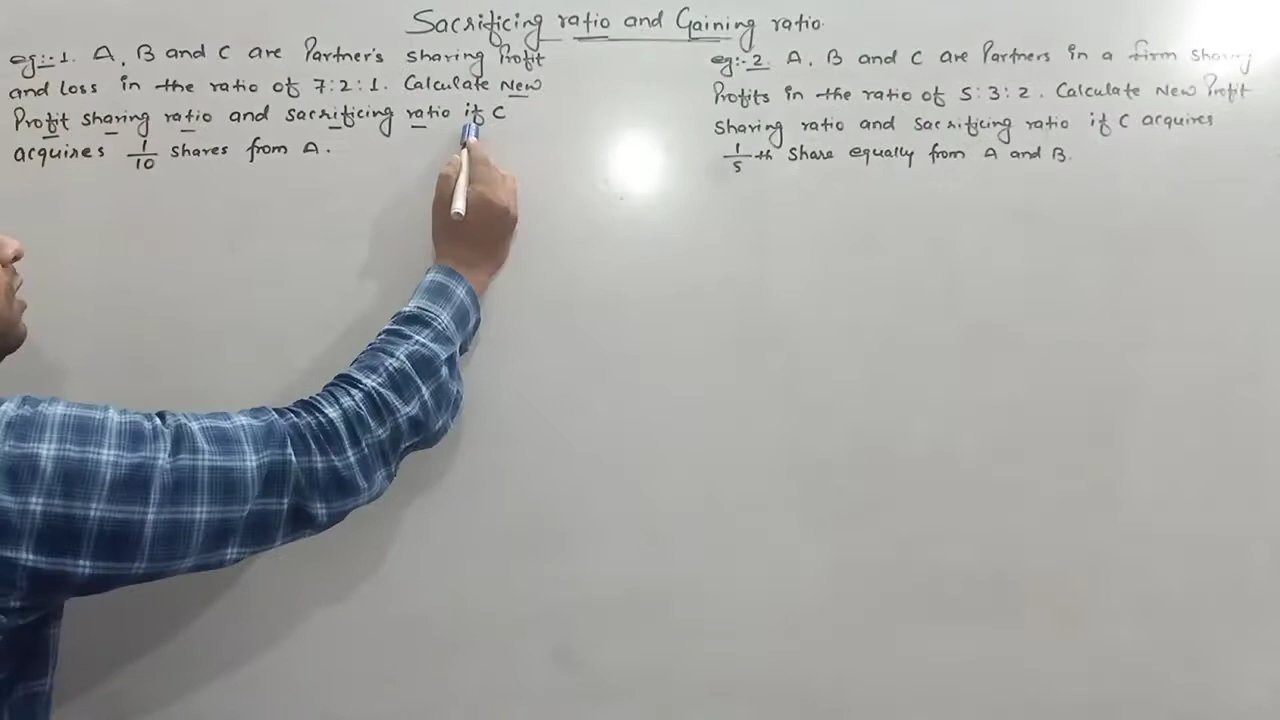 Sacrificing ratio and Gaining ratio.
eg:-1. A, B and C are Partner's sharing Profit
and loss in the ratio of 7:2:1. Calculate New
Profit sharing ratio and sacrificing ratio if C
acquires 1/10 shares from A.
eg:-2. A, B and C are Partners in a firm sharing
Profits in the ratio of 5:3:2. Calculate New Profit
Sharing ratio and Sacrificing ratio if C acquires
1/5th Share equally from A and B.